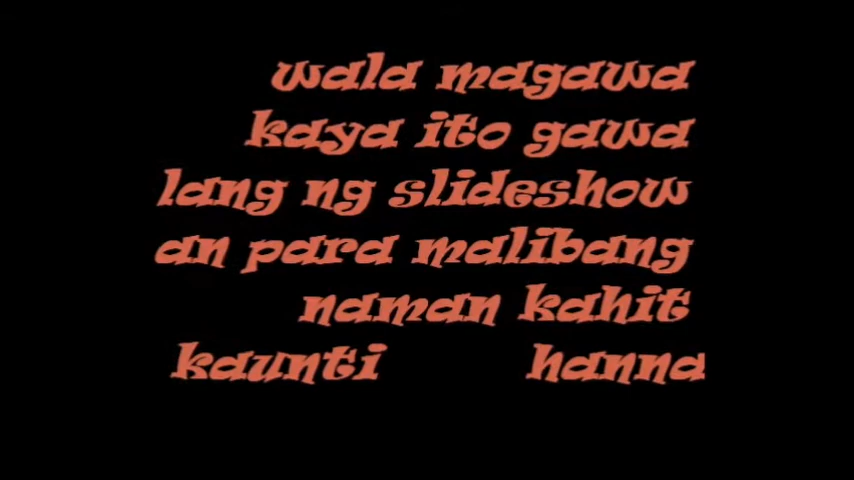 wala magawa
kaya ito gawa
lang ng slideshow
an para malibang
naman kahit
kaunti hanna